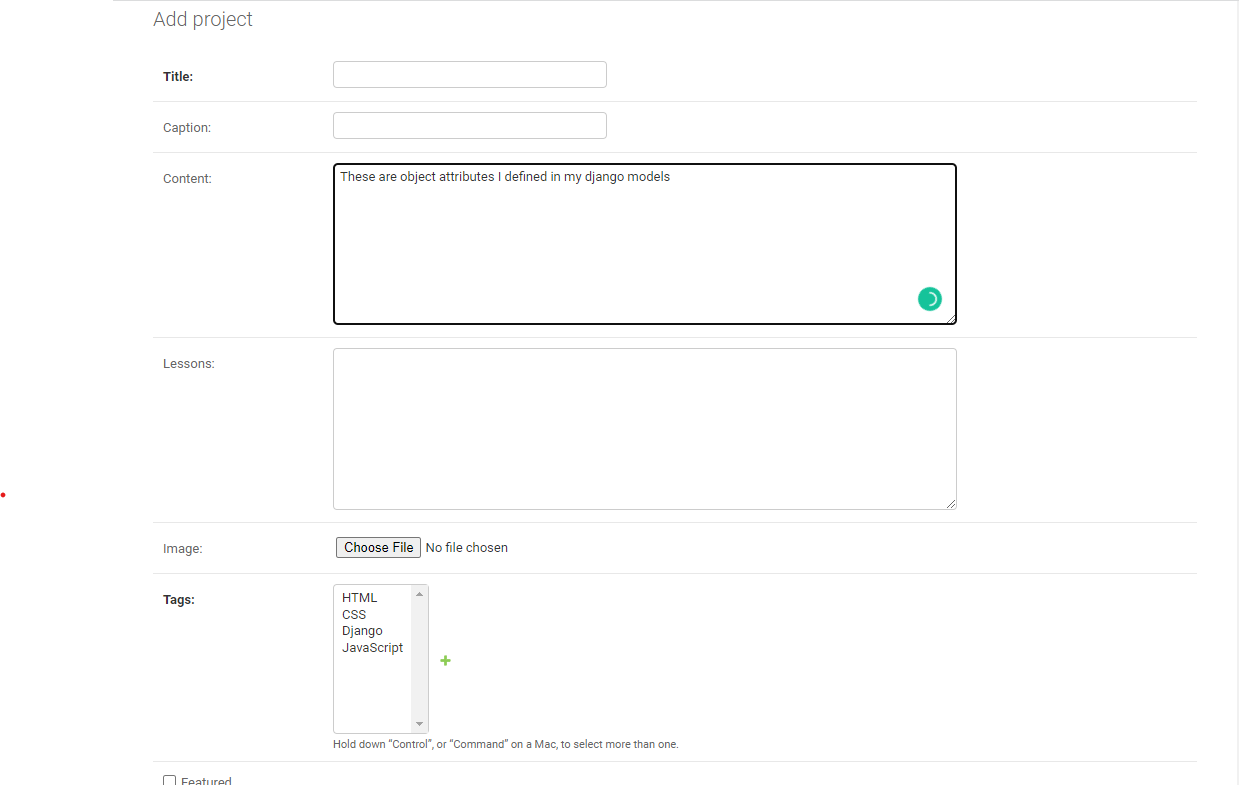 Add project
Title:
Caption:
Content:
These are object attributes I defined in my django models
Lessons:
Image:
Choose File No file chosen
Tags:
HTML
CSS
Django
JavaScript
Hold down “Control”, or “Command” on a Mac, to select more than one.
Featured